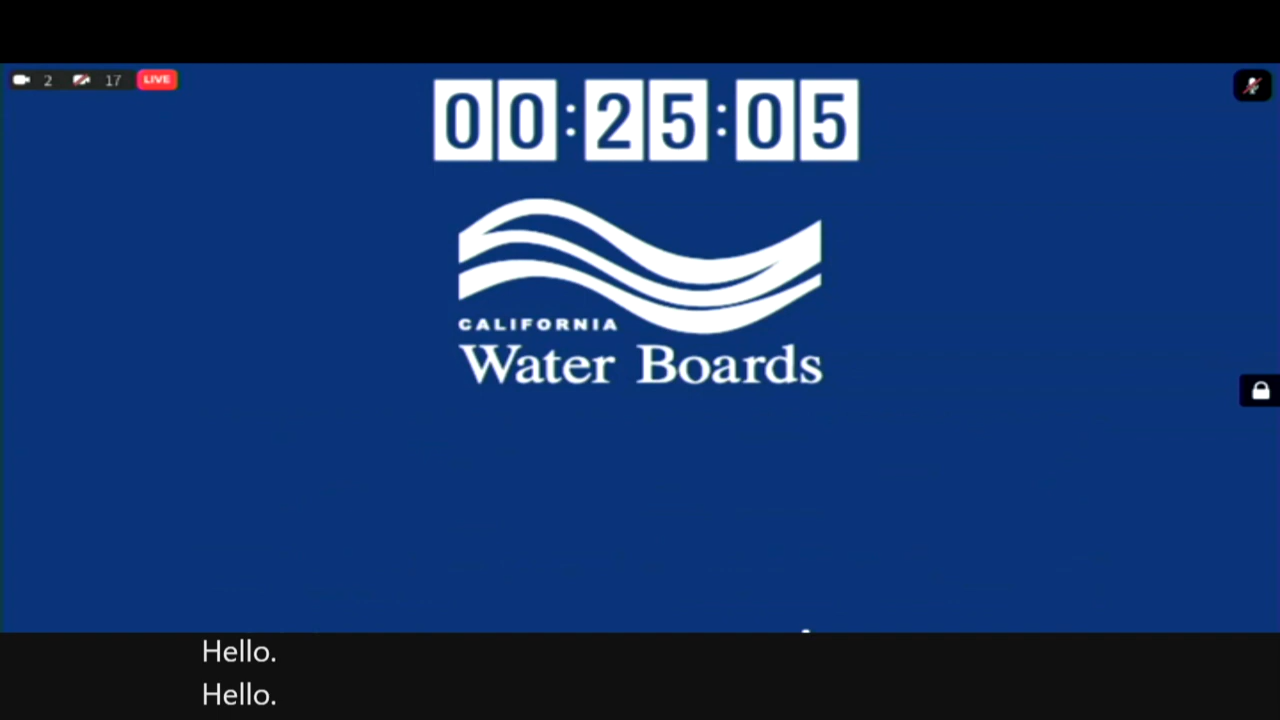 2 17 LIVE
00:25:05
CALIFORNIA
Water Boards
Hello.
Hello.